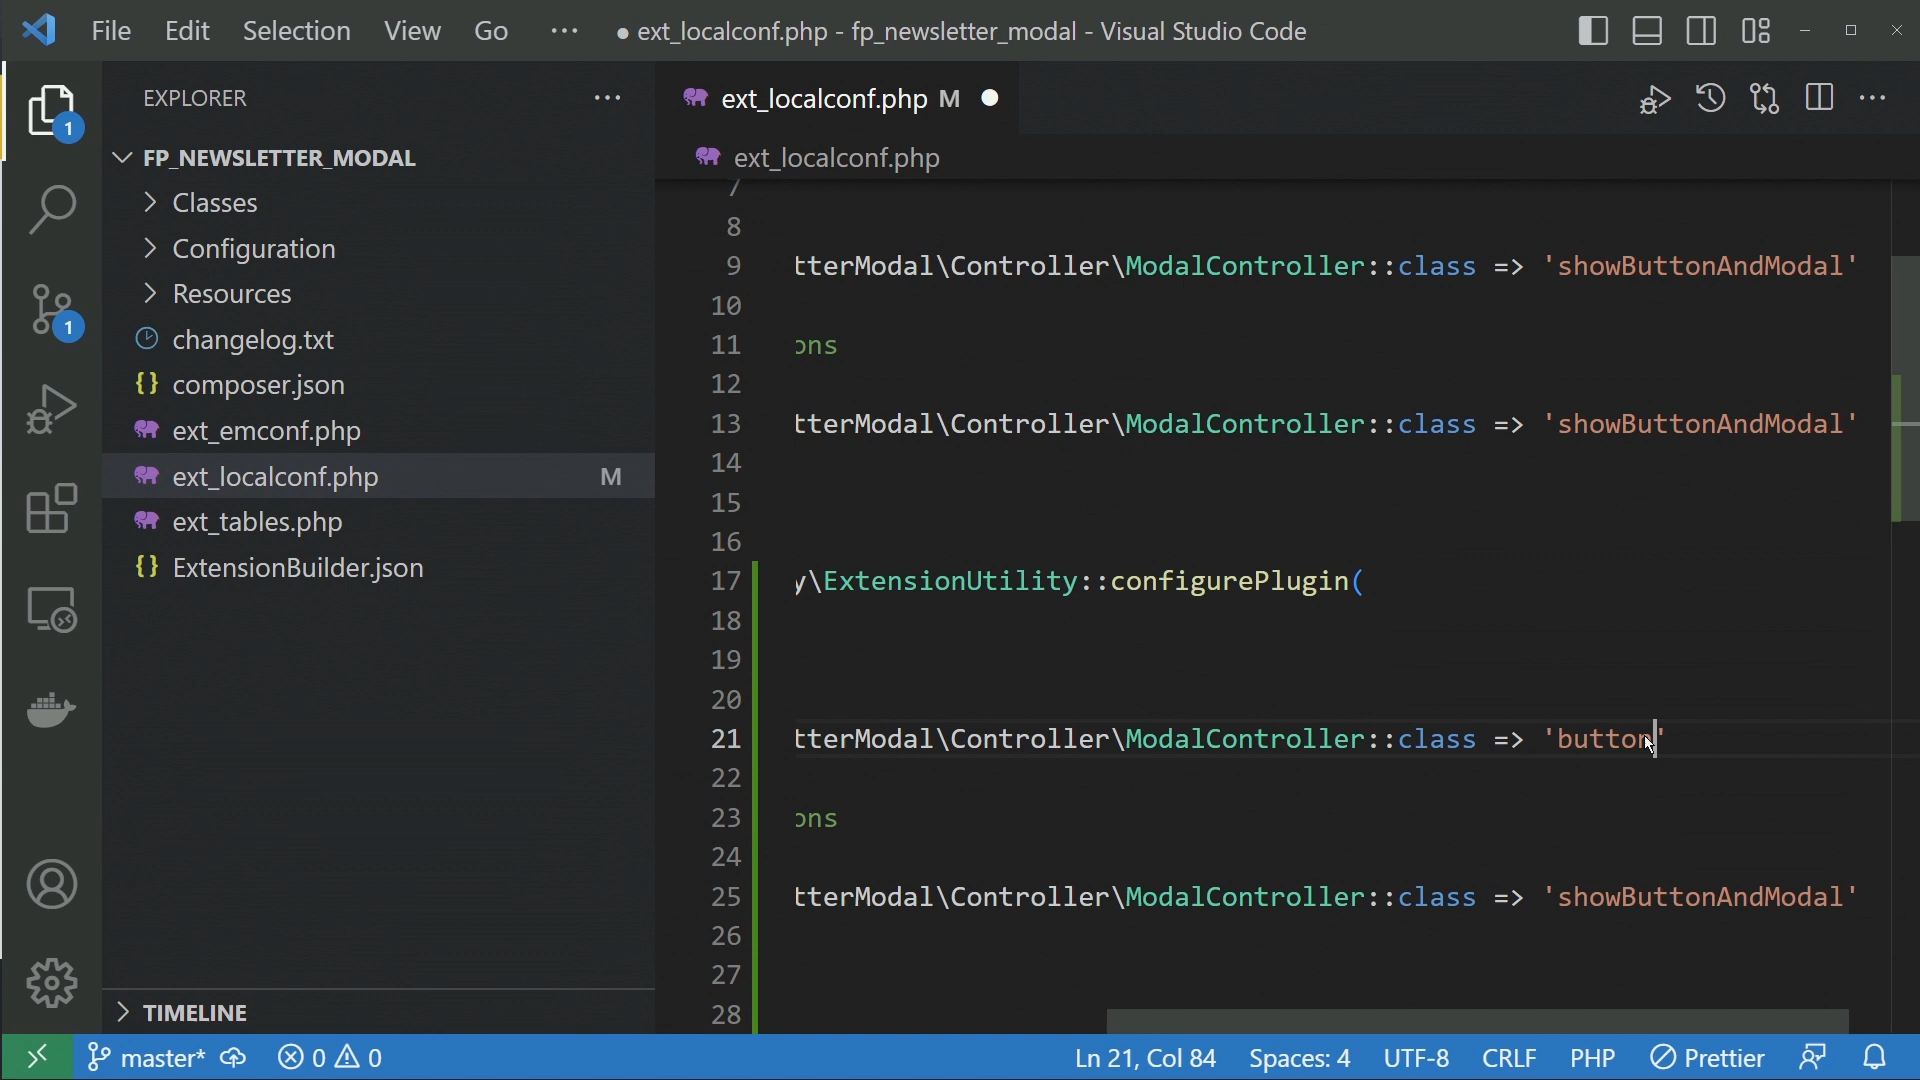 File Edit Selection View Go ··· ● ext_localconf.php - fp_newsletter_modal - Visual Studio Code
EXPLORER ···
1
FP_NEWSLETTER_MODAL
Classes
Configuration
Resources
1
changelog.txt
{} composer.json
ext_emconf.php
ext_localconf.php M
ext_tables.php
{} ExtensionBuilder.json
TIMELINE
ext_localconf.php M ●
ext_localconf.php
7
8
9 tterModal\Controller\ModalController::class => 'showButtonAndModal'
10
11 ons
12
13 tterModal\Controller\ModalController::class => 'showButtonAndModal'
14
15
16
17 y\ExtensionUtility::configurePlugin(
18
19
20
21 tterModal\Controller\ModalController::class => 'button'
22
23 ons
24
25 tterModal\Controller\ModalController::class => 'showButtonAndModal'
26
27
28
master* 0 0 Ln 21, Col 84 Spaces: 4 UTF-8 CRLF PHP Prettier